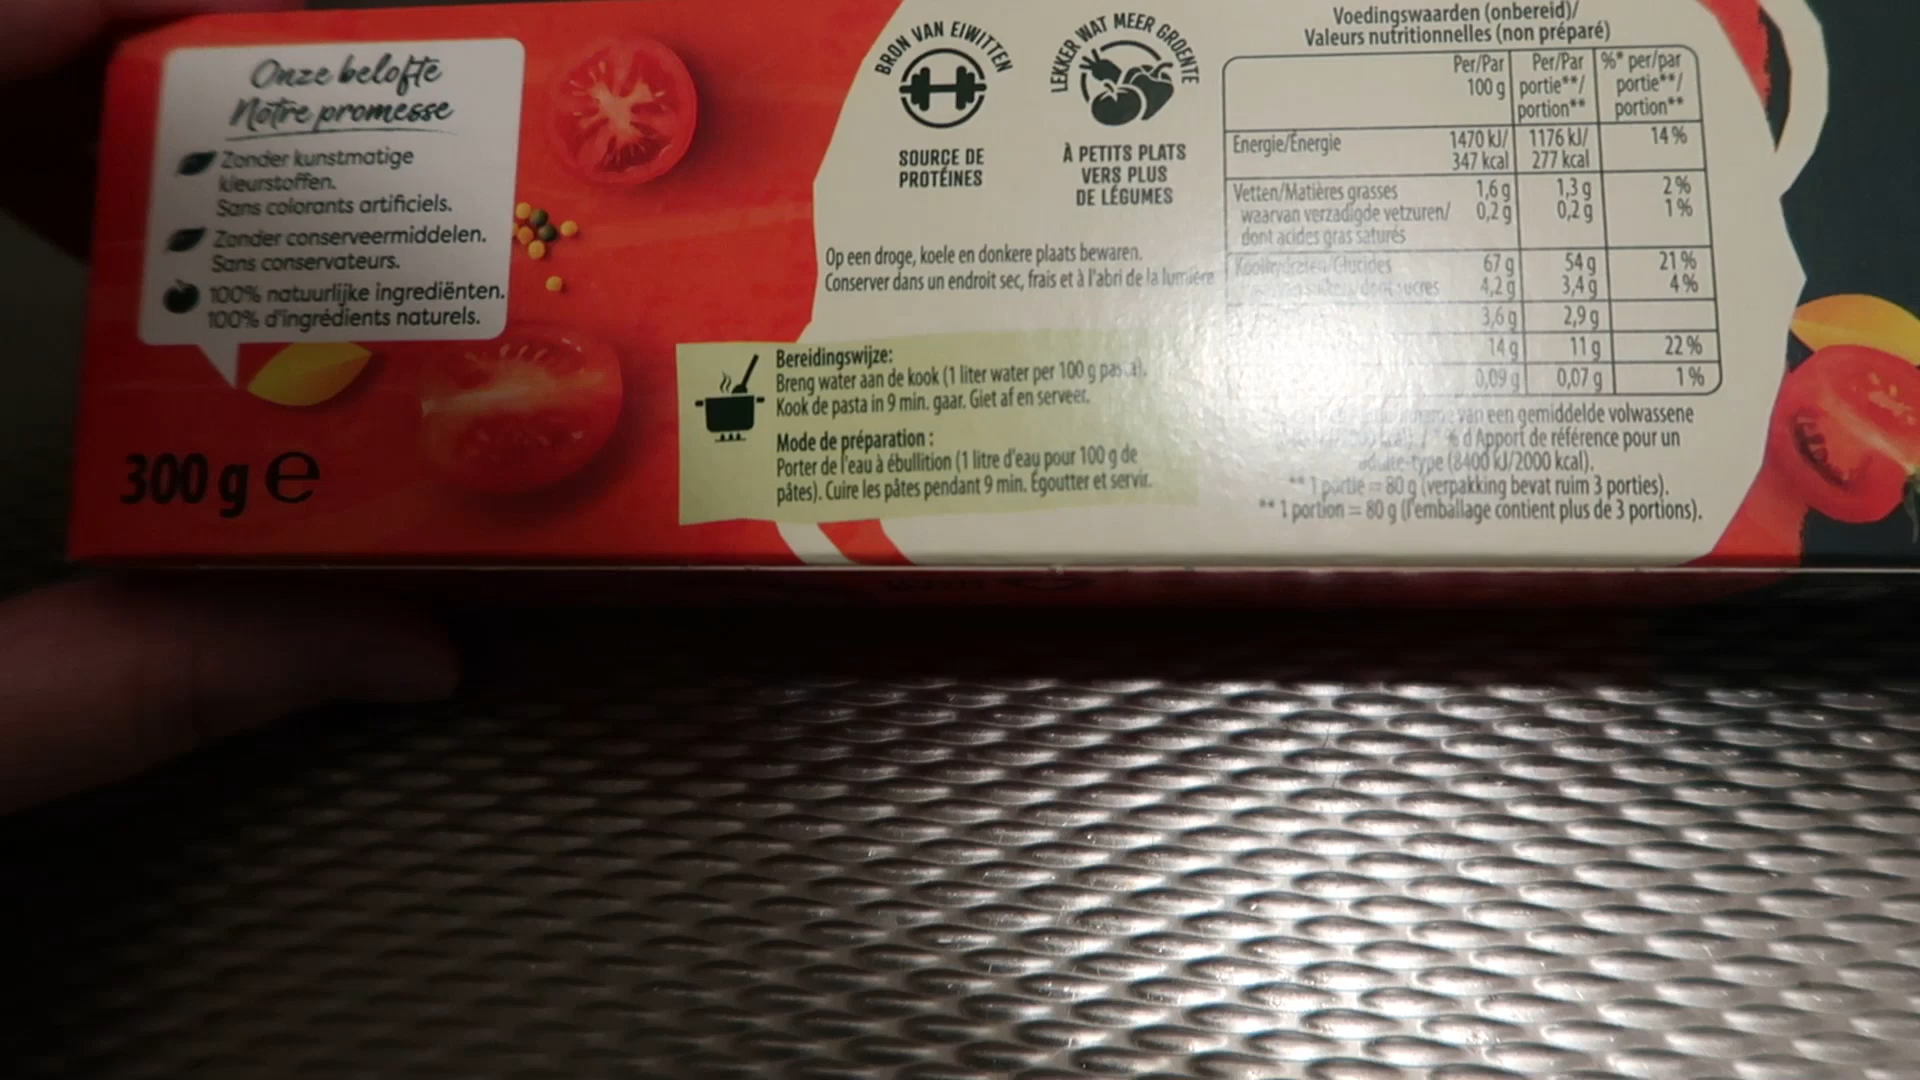 Onze belofte
Notre promesse
Zonder kunstmatige
kleurstoffen.
Sans colorants artificiels.
Zonder conserveermiddelen.
Sans conservateurs.
100% natuurlijke ingrediënten.
100% d'ingrédients naturels.
300 g e
BRON VAN EIWITTEN
SOURCE DE
PROTÉINES
LEKKER WAT MEER GROENTE
À PETITS PLATS
VERS PLUS
DE LÉGUMES
Op een droge, koele en donkere plaats bewaren.
Conserver dans un endroit sec, frais et à l'abri de la lumière
Bereidingswijze:
Breng water aan de kook (1 liter water per 100 g pasta).
Kook de pasta in 9 min. gaar. Giet af en serveer.
Mode de préparation :
Porter de l'eau à ébullition (1 litre d'eau pour 100 g de
pâtes). Cuire les pâtes pendant 9 min. Égoutter et servir.
Voedingswaarden (onbereid)/
Valeurs nutritionnelles (non préparé)
Per/Par Per/Par %* per/par
100 g portie**/ portie**/
portion** portion**
Energie/Énergie 1470 kJ/ 1176 kJ/ 14 %
347 kcal 277 kcal
Vetten/Matières grasses 1,6 g 1,3 g 2 %
waarvan verzadigde vetzuren/ 0,2 g 0,2 g 1 %
dont acides gras saturés
Koolhydraten/Glucides 67 g 54 g 21 %
dont sucres 4,2 g 3,4 g 4 %
3,6 g 2,9 g
14 g 11 g 22 %
0,09 g 0,07 g 1 %
van een gemiddelde volwassene
d'Apport de référence pour un
adulte-type (8400 kJ/2000 kcal).
** 1 portie = 80 g (verpakking bevat ruim 3 porties).
** 1 portion = 80 g (l'emballage contient plus de 3 portions).